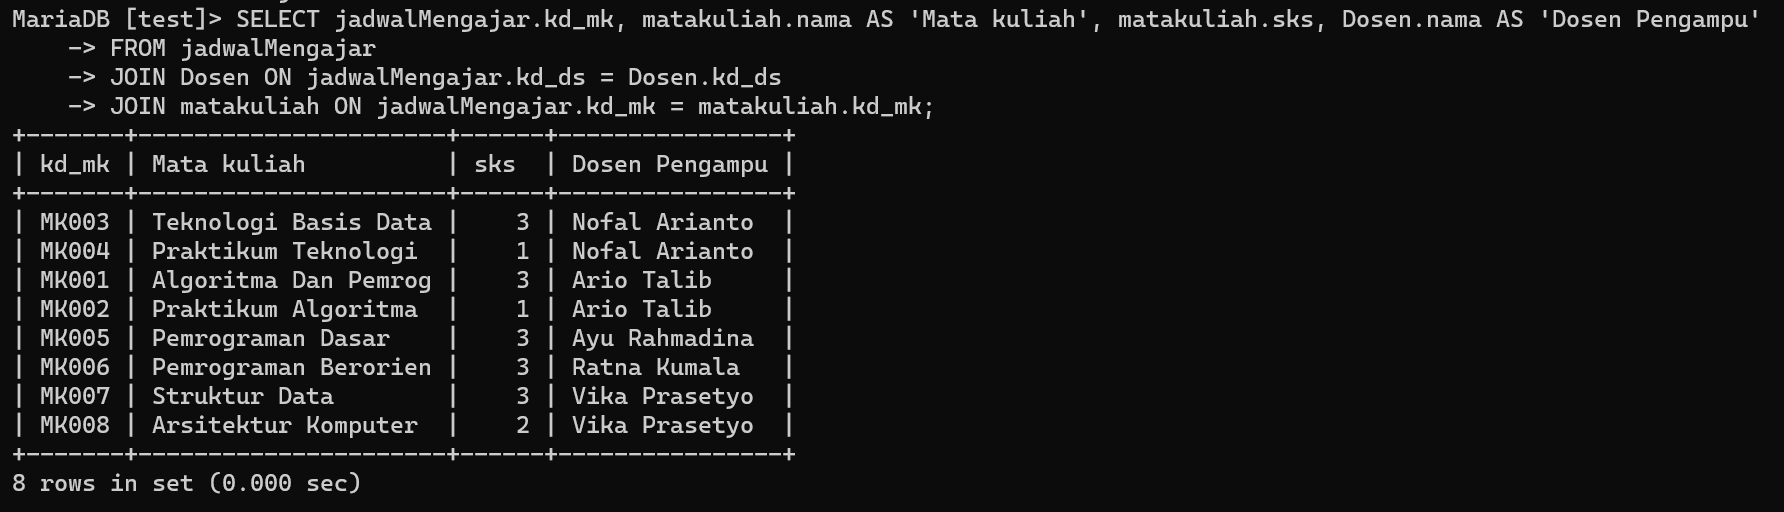 MariaDB [test]> SELECT jadwalMengajar.kd_mk, matakuliah.nama AS 'Mata kuliah', matakuliah.sks, Dosen.nama AS 'Dosen Pengampu'
    -> FROM jadwalMengajar
    -> JOIN Dosen ON jadwalMengajar.kd_ds = Dosen.kd_ds
    -> JOIN matakuliah ON jadwalMengajar.kd_mk = matakuliah.kd_mk;
+-------+----------------------+------+----------------+
| kd_mk | Mata kuliah          | sks  | Dosen Pengampu |
+-------+----------------------+------+----------------+
| MK003 | Teknologi Basis Data |    3 | Nofal Arianto  |
| MK004 | Praktikum Teknologi  |    1 | Nofal Arianto  |
| MK001 | Algoritma Dan Pemrog |    3 | Ario Talib     |
| MK002 | Praktikum Algoritma  |    1 | Ario Talib     |
| MK005 | Pemrograman Dasar    |    3 | Ayu Rahmadina  |
| MK006 | Pemrograman Berorien |    3 | Ratna Kumala   |
| MK007 | Struktur Data        |    3 | Vika Prasetyo  |
| MK008 | Arsitektur Komputer  |    2 | Vika Prasetyo  |
+-------+----------------------+------+----------------+
8 rows in set (0.000 sec)